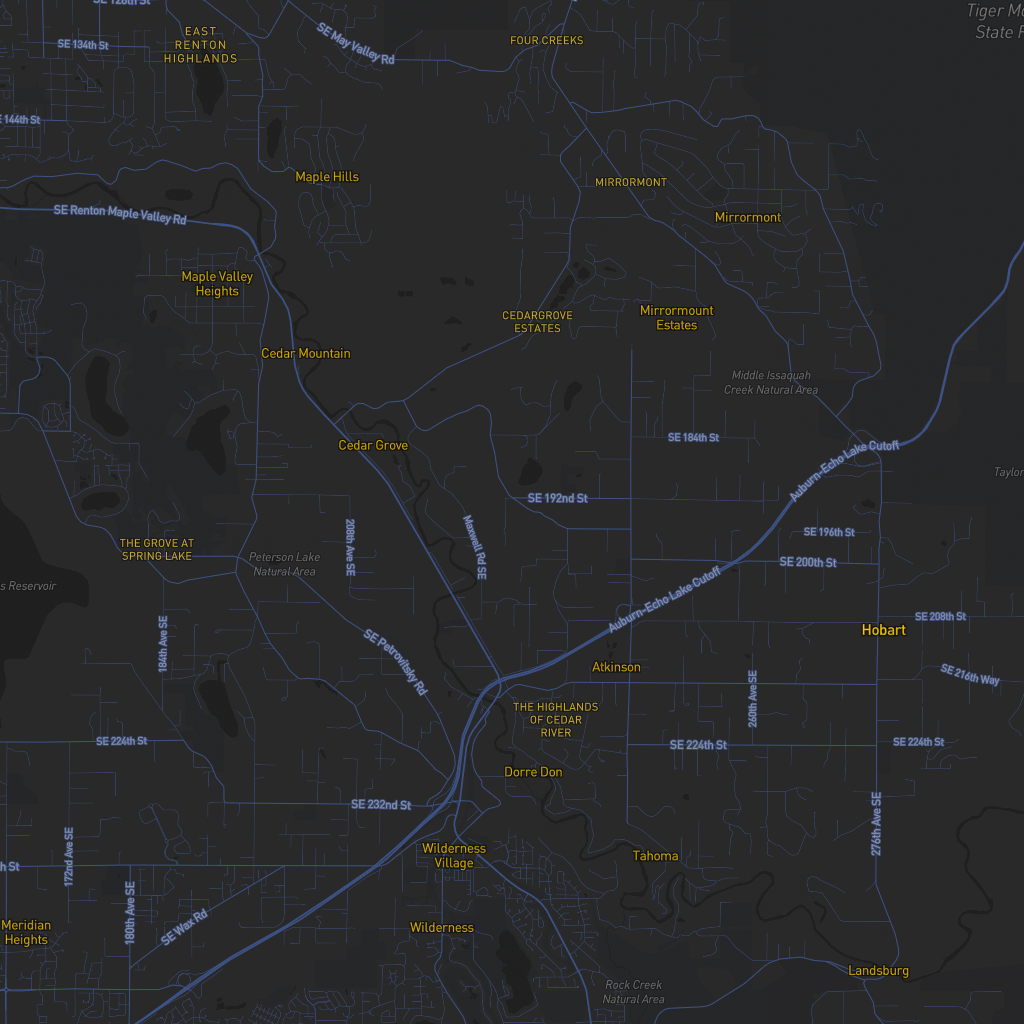 SE 128th St
Tiger Mo
State F
EAST
RENTON
HIGHLANDS
SE May Valley Rd
FOUR CREEKS
SE 134th St
E 144th St
Maple Hills
MIRRORMONT
SE Renton Maple Valley Rd
Mirrormont
Maple Valley
Heights
CEDARGROVE
ESTATES
Mirrormount
Estates
Cedar Mountain
Middle Issaquah
Creek Natural Area
Cedar Grove
SE 184th St
Auburn-Echo Lake Cutoff
Taylor
SE 192nd St
208th Ave SE
Maxwell Rd SE
SE 196th St
THE GROVE AT
SPRING LAKE
Peterson Lake
Natural Area
SE 200th St
s Reservoir
Auburn-Echo Lake Cutoff
184th Ave SE
SE Petrovitsky Rd
SE 208th St
Hobart
Atkinson
SE 216th Way
260th Ave SE
THE HIGHLANDS
OF CEDAR
RIVER
SE 224th St
SE 224th St
SE 224th St
Dorre Don
SE 232nd St
276th Ave SE
172nd Ave SE
Wilderness
Village
Tahoma
h St
180th Ave SE
SE Wax Rd
Meridian
Heights
Wilderness
Landsburg
Rock Creek
Natural Area